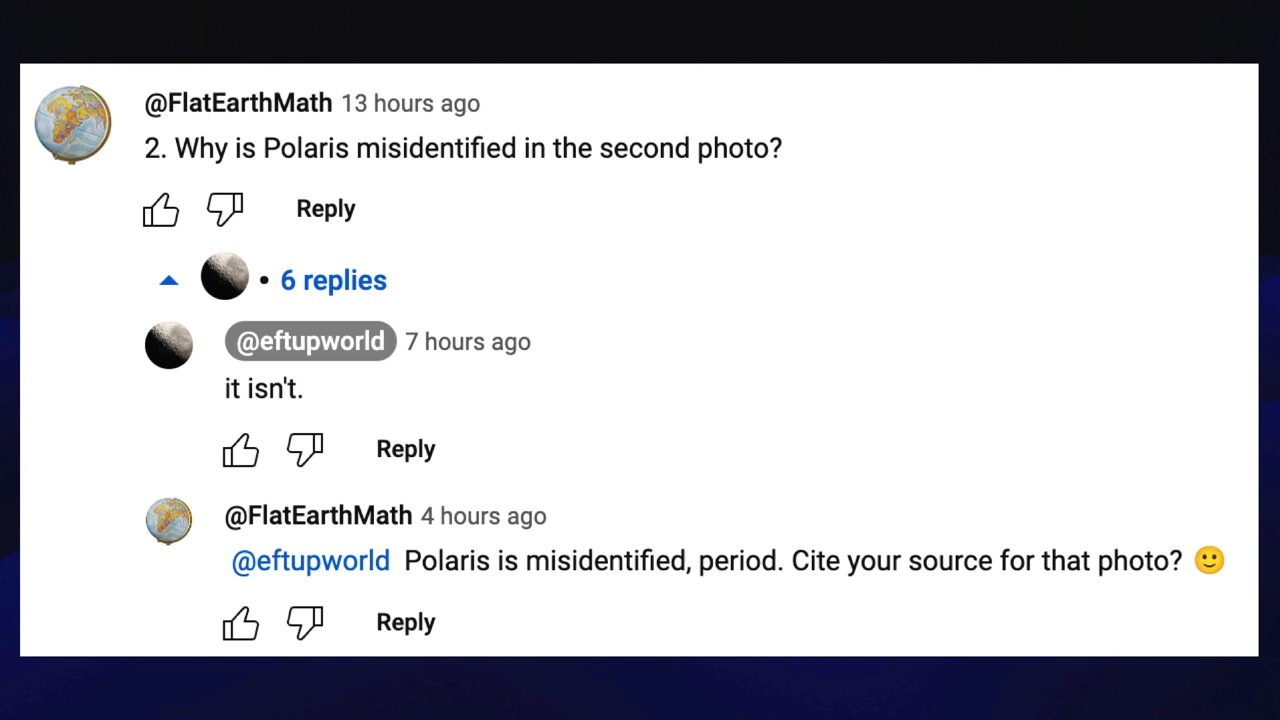 @FlatEarthMath 13 hours ago
2. Why is Polaris misidentified in the second photo?
Reply
• 6 replies
@eftupworld 7 hours ago
it isn't.
Reply
@FlatEarthMath 4 hours ago
@eftupworld Polaris is misidentified, period. Cite your source for that photo? 🙂
Reply